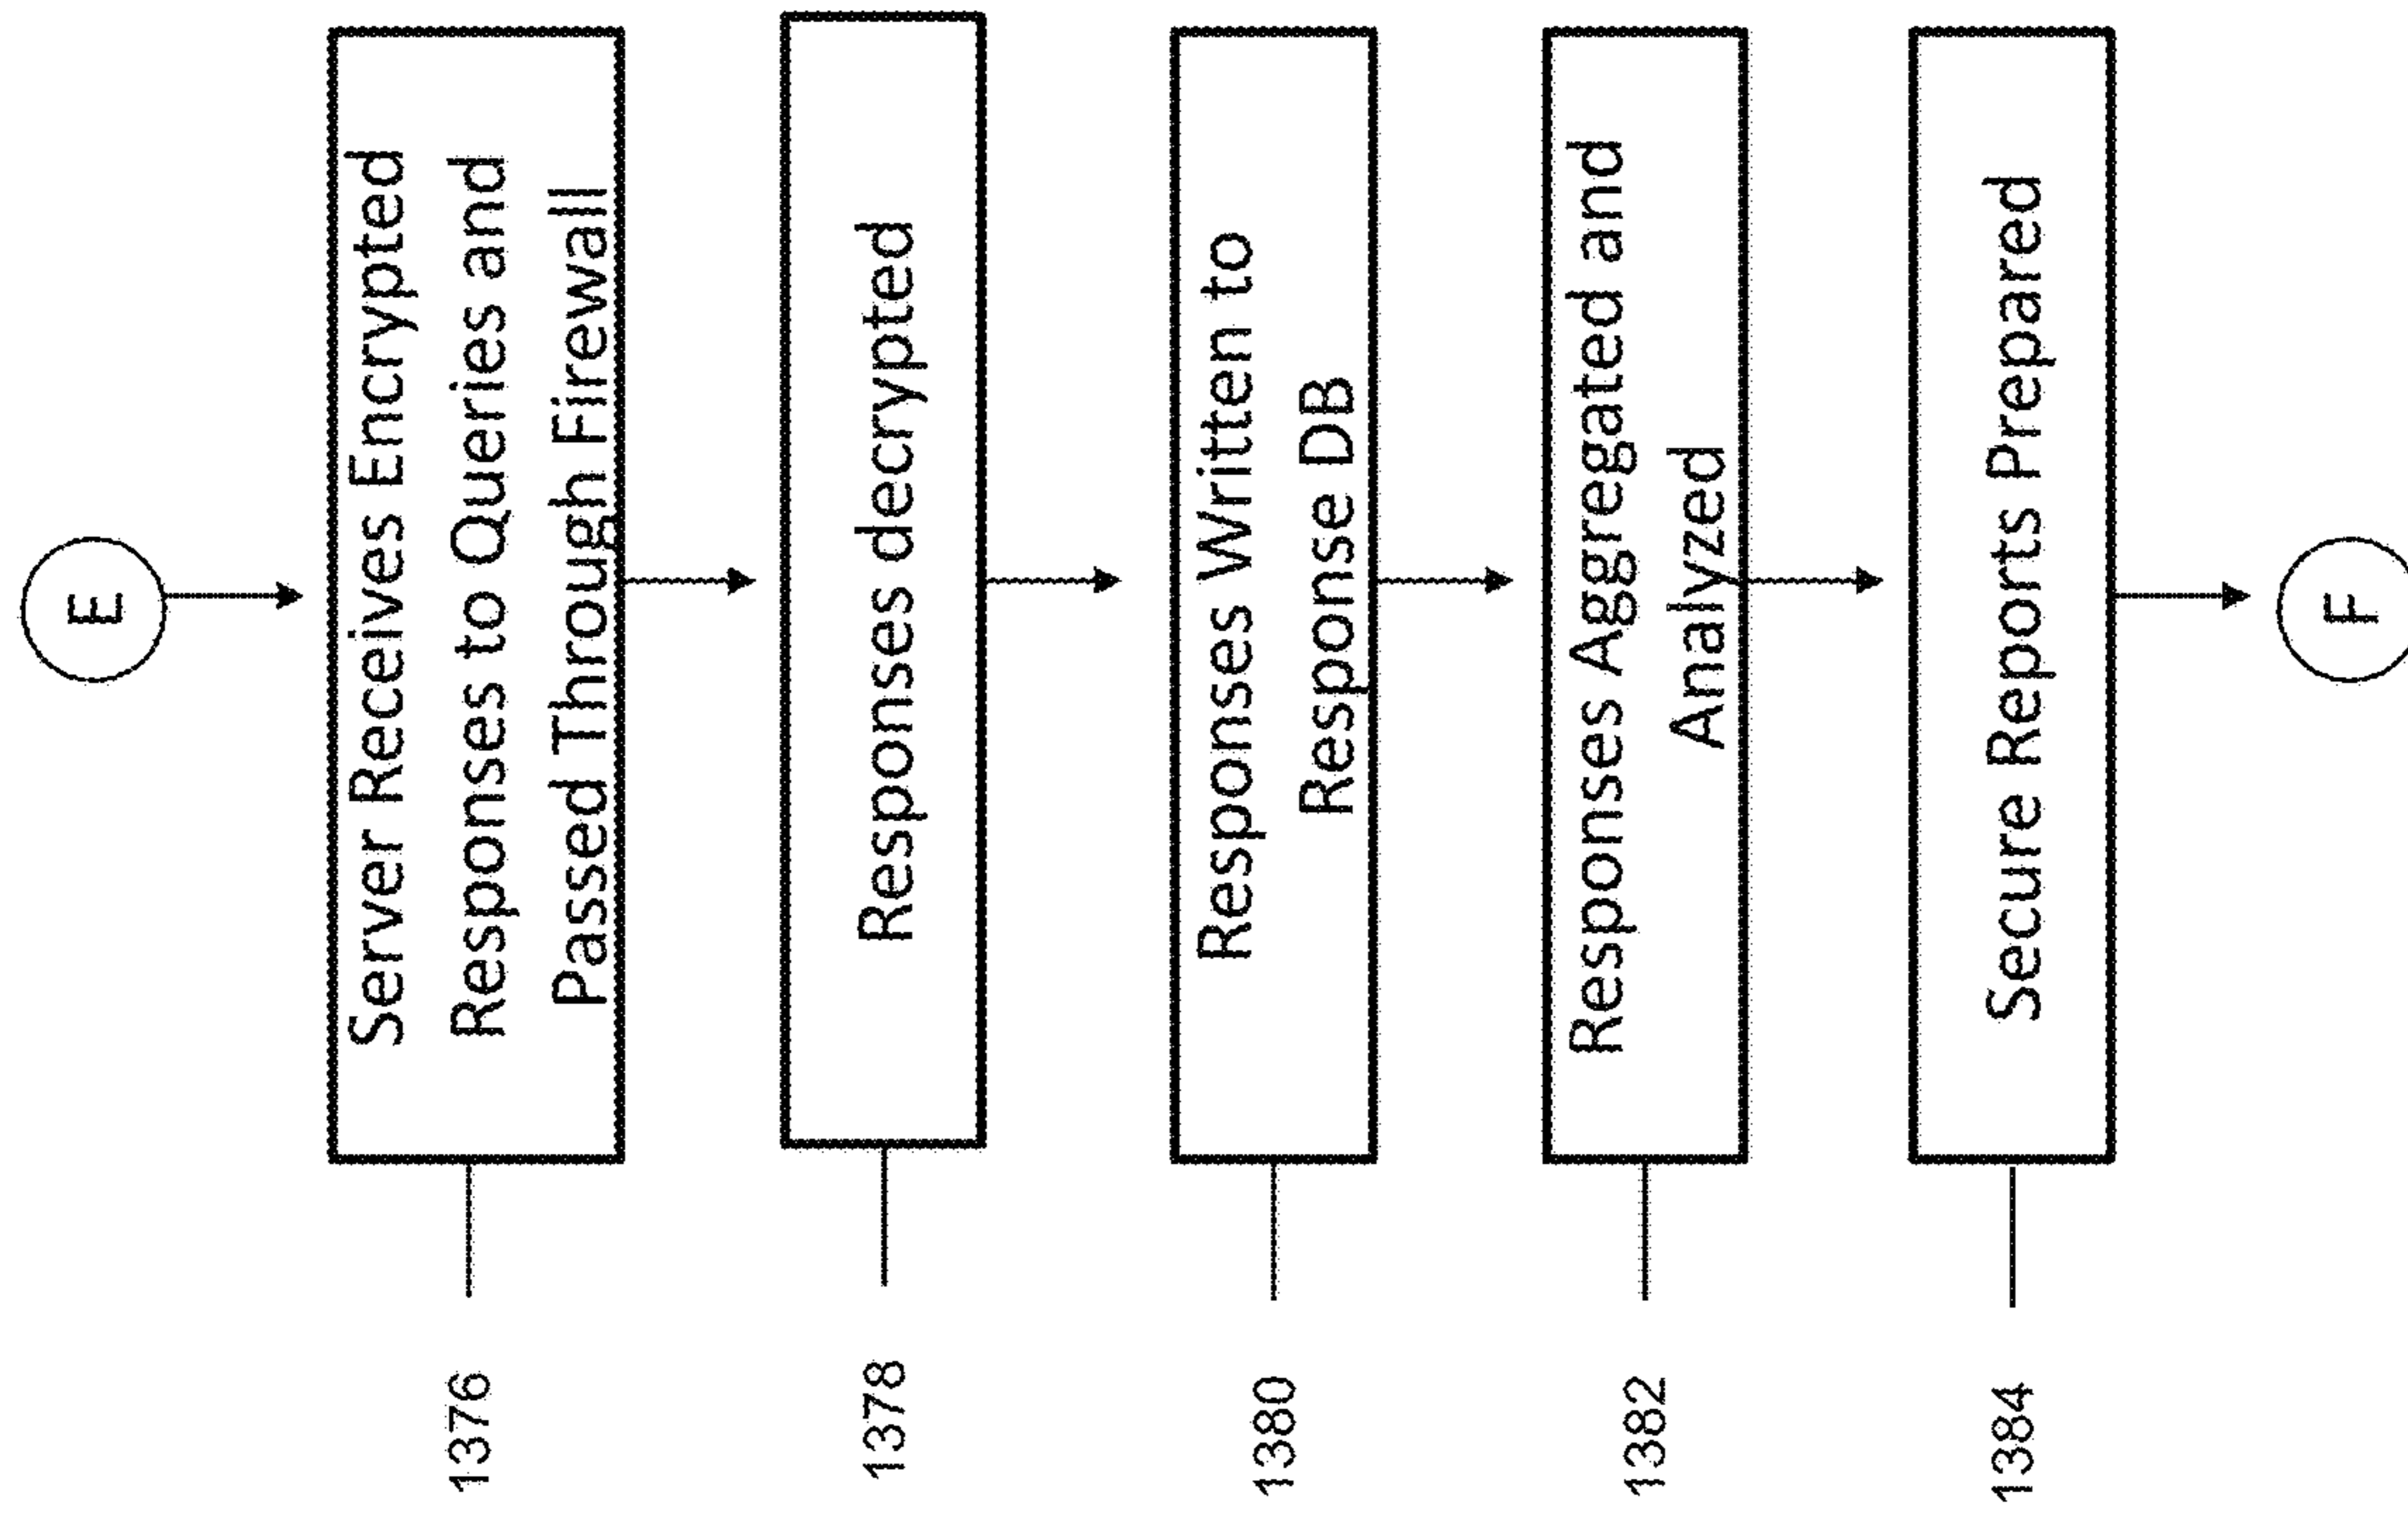 E
1376
Server Receives Encrypted
Responses to Queries and
Passed Through Firewall
1378
Responses decrypted
1380
Responses Written to
Response DB
1382
Responses Aggregated and
Analyzed
1384
Secure Reports Prepared
F